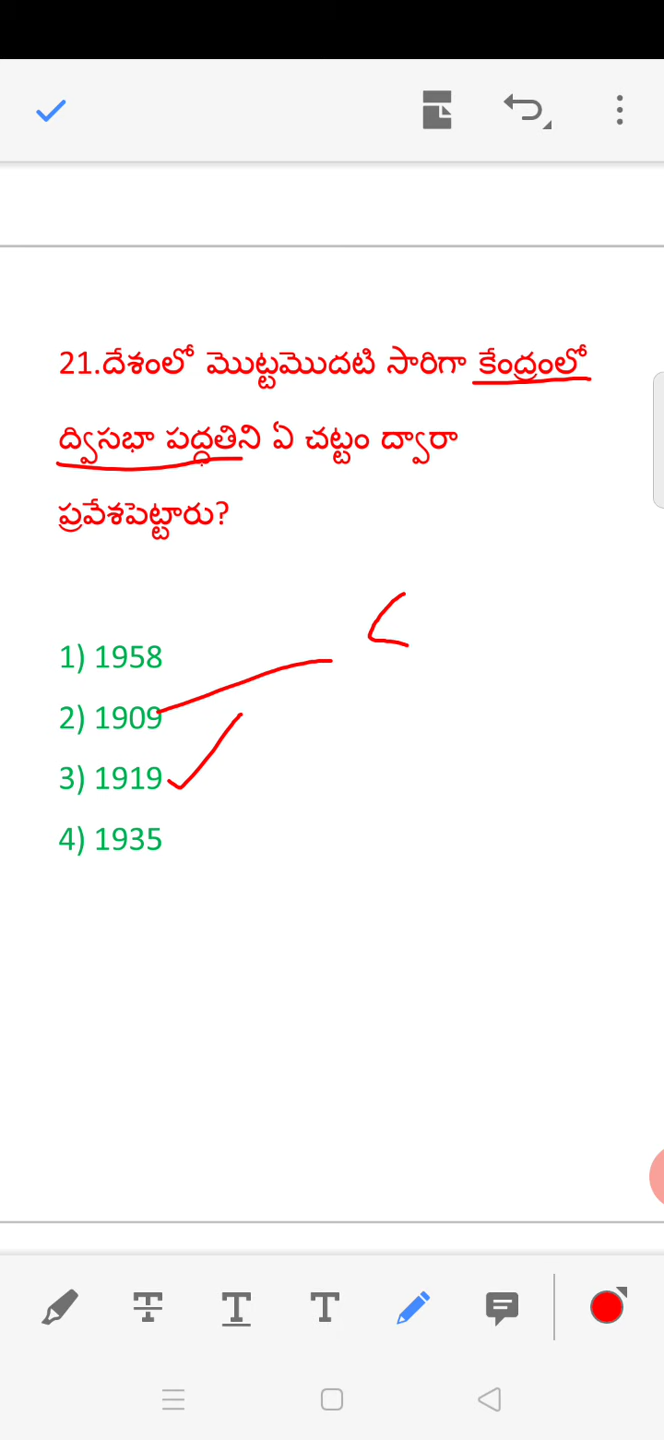 21.దేశంలో మొట్టమొదటి సారిగా కేంద్రంలో
ద్విసభా పద్ధతిని ఏ చట్టం ద్వారా
ప్రవేశపెట్టారు?
1) 1958
2) 1909
3) 1919
4) 1935